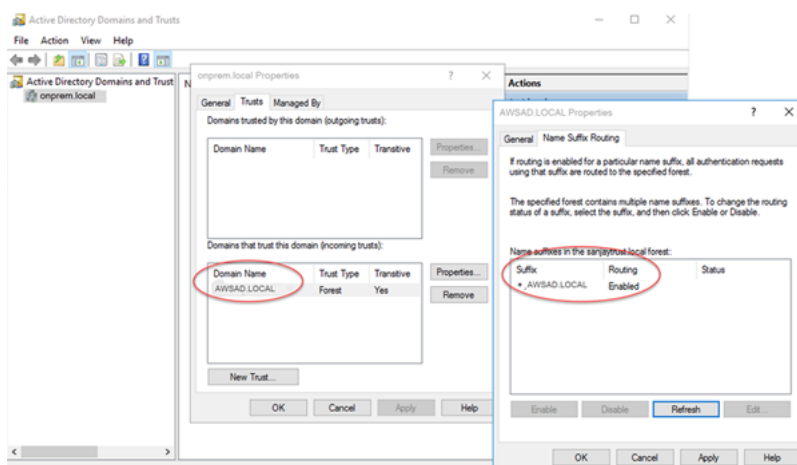 Active Directory Domains and Trusts
File Action View Help
Active Directory Domains and Trust
onprem.local
N
onprem.local Properties ? ×
General Trusts Managed By
Domains trusted by this domain (outgoing trusts):
Domain Name Trust Type Transitive
Properties...
Remove
Domains that trust this domain (incoming trusts):
Domain Name Trust Type Transitive
AWSAD.LOCAL Forest Yes
Properties...
Remove
New Trust...
OK Cancel Apply Help
Actions
AWSAD.LOCAL Properties ? ×
General Name Suffix Routing
If routing is enabled for a particular name suffix, all authentication requests
using that suffix are routed to the specified forest.
The specified forest contains multiple name suffixes. To change the routing
status of a suffix, select the suffix, and then click Enable or Disable.
Name suffixes in the sanjaytrust.local forest:
Suffix Routing Status
*.AWSAD.LOCAL Enabled
Enable Disable Refresh Edit...
OK Cancel Apply Help